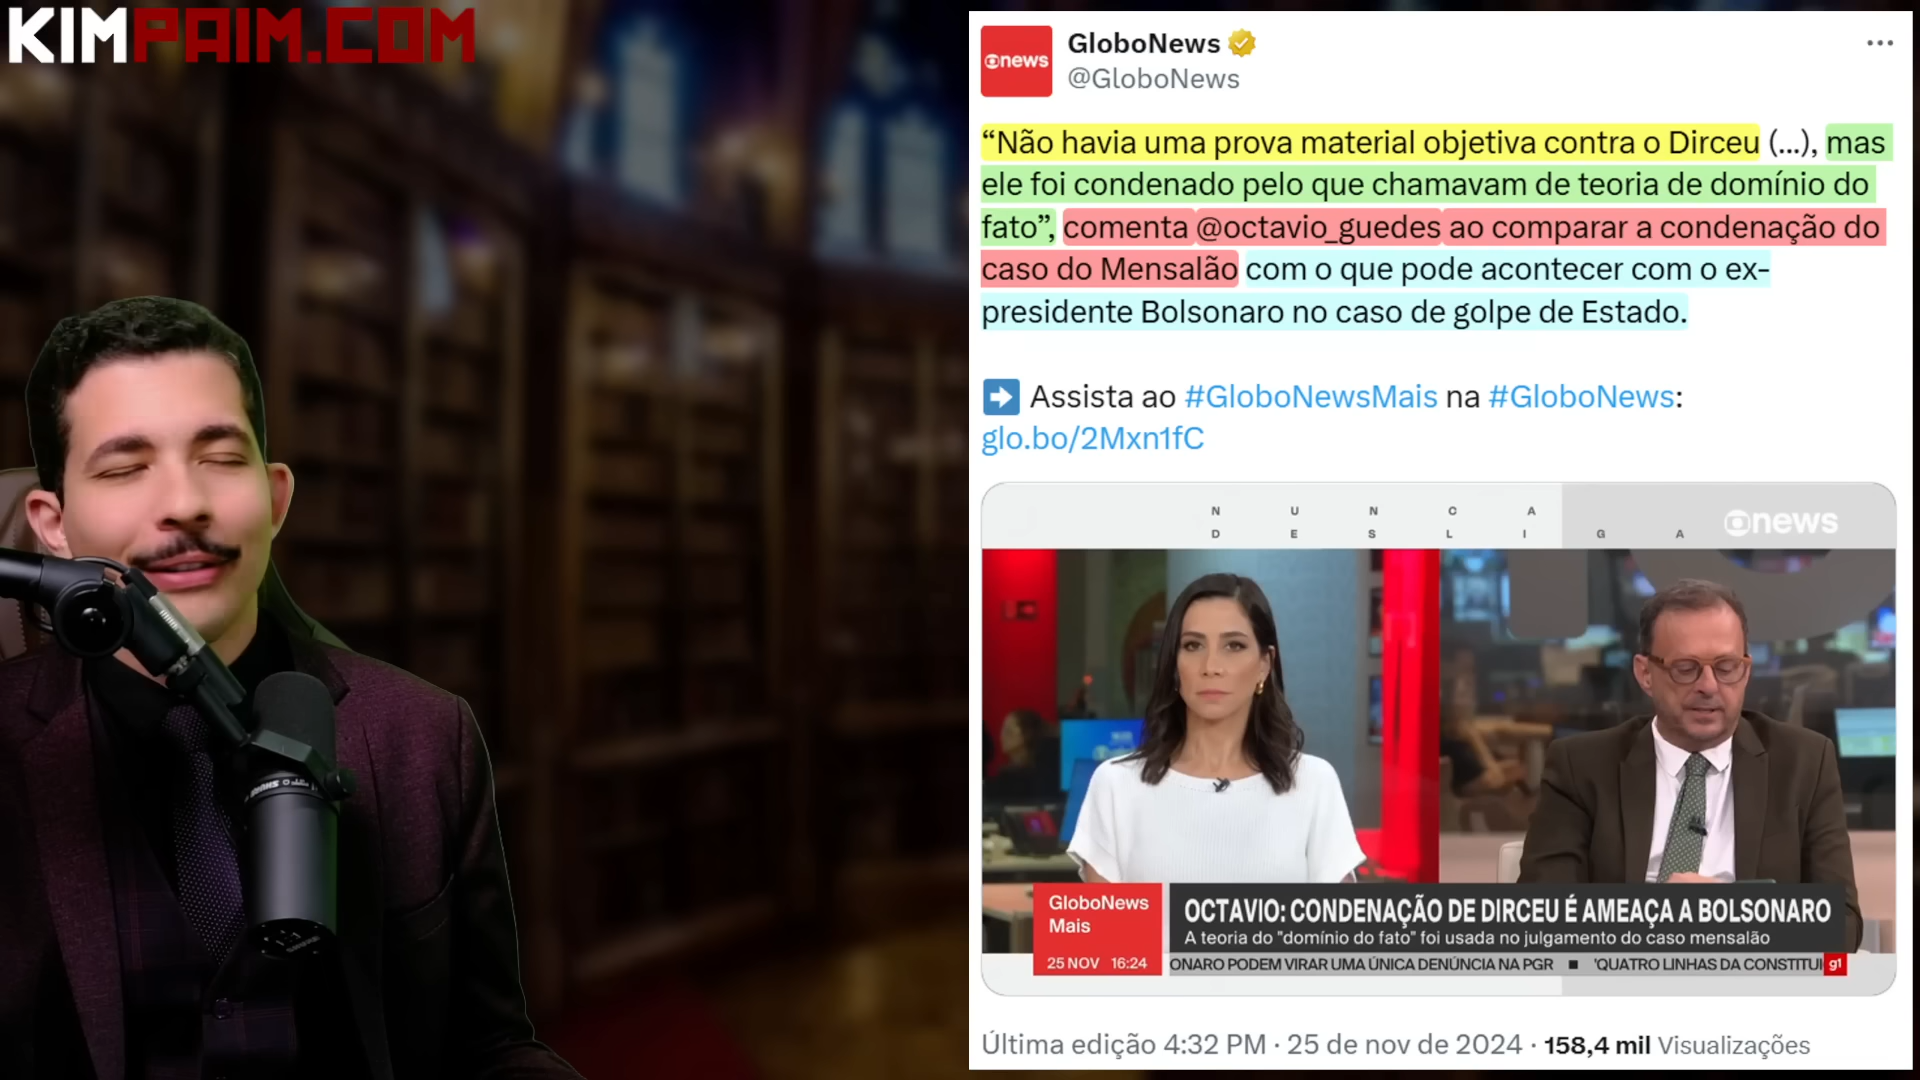 KIMPAIM.COM
news
GloboNews
@GloboNews
“Não havia uma prova material objetiva contra o Dirceu (...), mas
ele foi condenado pelo que chamavam de teoria de domínio do
fato”, comenta @octavio_guedes ao comparar a condenação do
caso do Mensalão com o que pode acontecer com o ex-
presidente Bolsonaro no caso de golpe de Estado.
Assista ao #GloboNewsMais na #GloboNews:
glo.bo/2Mxn1fC
N U N C A
D E S L I G A
news
GloboNews
Mais
25 NOV 16:24
OCTAVIO: CONDENAÇÃO DE DIRCEU É AMEAÇA A BOLSONARO
A teoria do "domínio do fato" foi usada no julgamento do caso mensalão
ONARO PODEM VIRAR UMA ÚNICA DENÚNCIA NA PGR ■ 'QUATRO LINHAS DA CONSTITUI
g1
Última edição 4:32 PM · 25 de nov de 2024 · 158,4 mil Visualizações